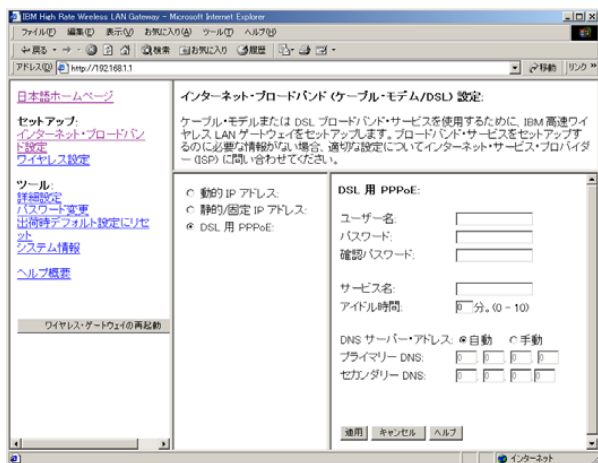 IBM High Rate Wireless LAN Gateway - Microsoft Internet Explorer
ファイル(F) 編集(E) 表示(V) お気に入り(A) ツール(T) ヘルプ(H)
戻る 検索 お気に入り 履歴
アドレス(D) http://192.168.1.1 移動 リンク »
日本語ホームページ
セットアップ:
インターネット・ブロードバン
ド設定
ワイヤレス設定
ツール:
詳細設定
パスワード変更
出荷時デフォルト設定にリセ
ット
システム情報
ヘルプ概要
ワイヤレス・ゲートウェイの再起動
インターネット・ブロードバンド (ケーブル・モデム/DSL) 設定:
ケーブル・モデムまたは DSL ブロードバンド・サービスを使用するために、IBM 高速ワイ
ヤレス LAN ゲートウェイをセットアップします。ブロードバンド・サービスをセットアップす
るのに必要な情報がない場合、適切な設定についてインターネット・サービス・プロバイダ
ー (ISP) に問い合わせてください。
動的 IP アドレス:
静的/固定 IP アドレス:
DSL 用 PPPoE:
DSL 用 PPPoE:
ユーザー名:
パスワード:
確認パスワード:
サービス名:
アイドル時間: 0 分。(0 - 10)
DNS サーバー・アドレス: 自動 手動
プライマリー DNS: 0 . 0 . 0 . 0
セカンダリー DNS: 0 . 0 . 0 . 0
適用 キャンセル ヘルプ
インターネット